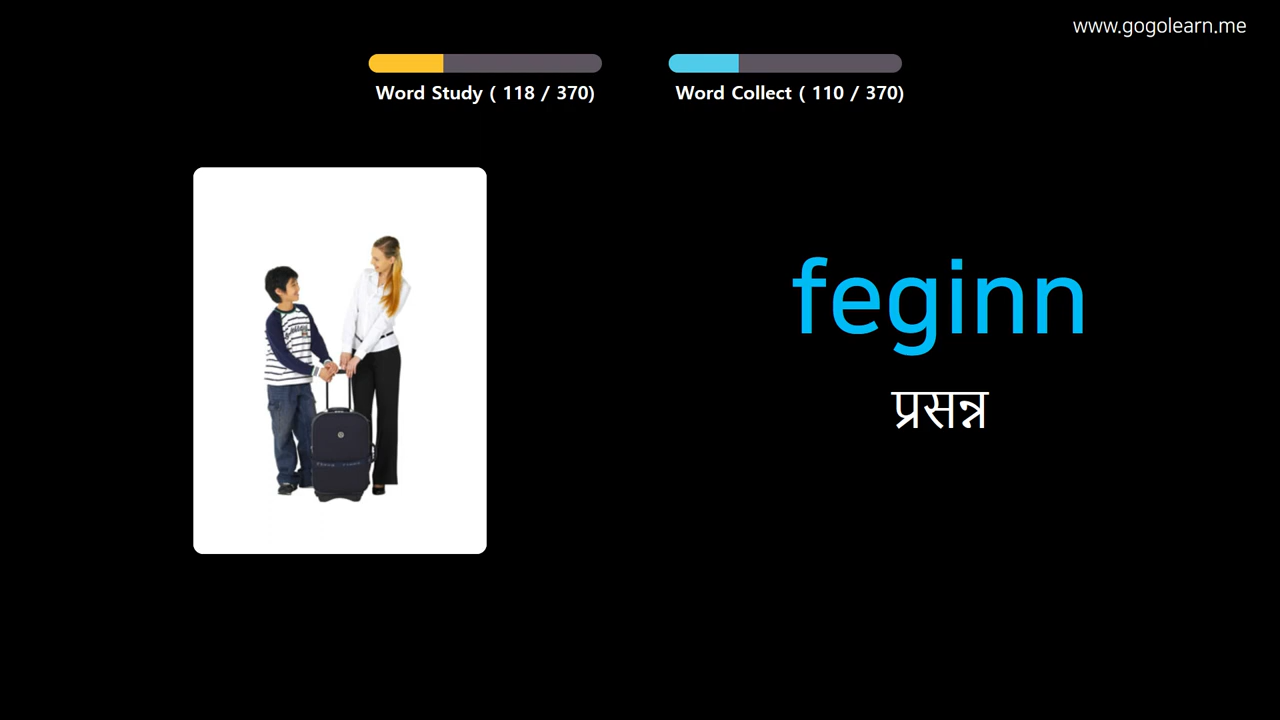 www.gogolearn.me
Word Study ( 118 / 370)
Word Collect ( 110 / 370)
feginn
प्रसन्न